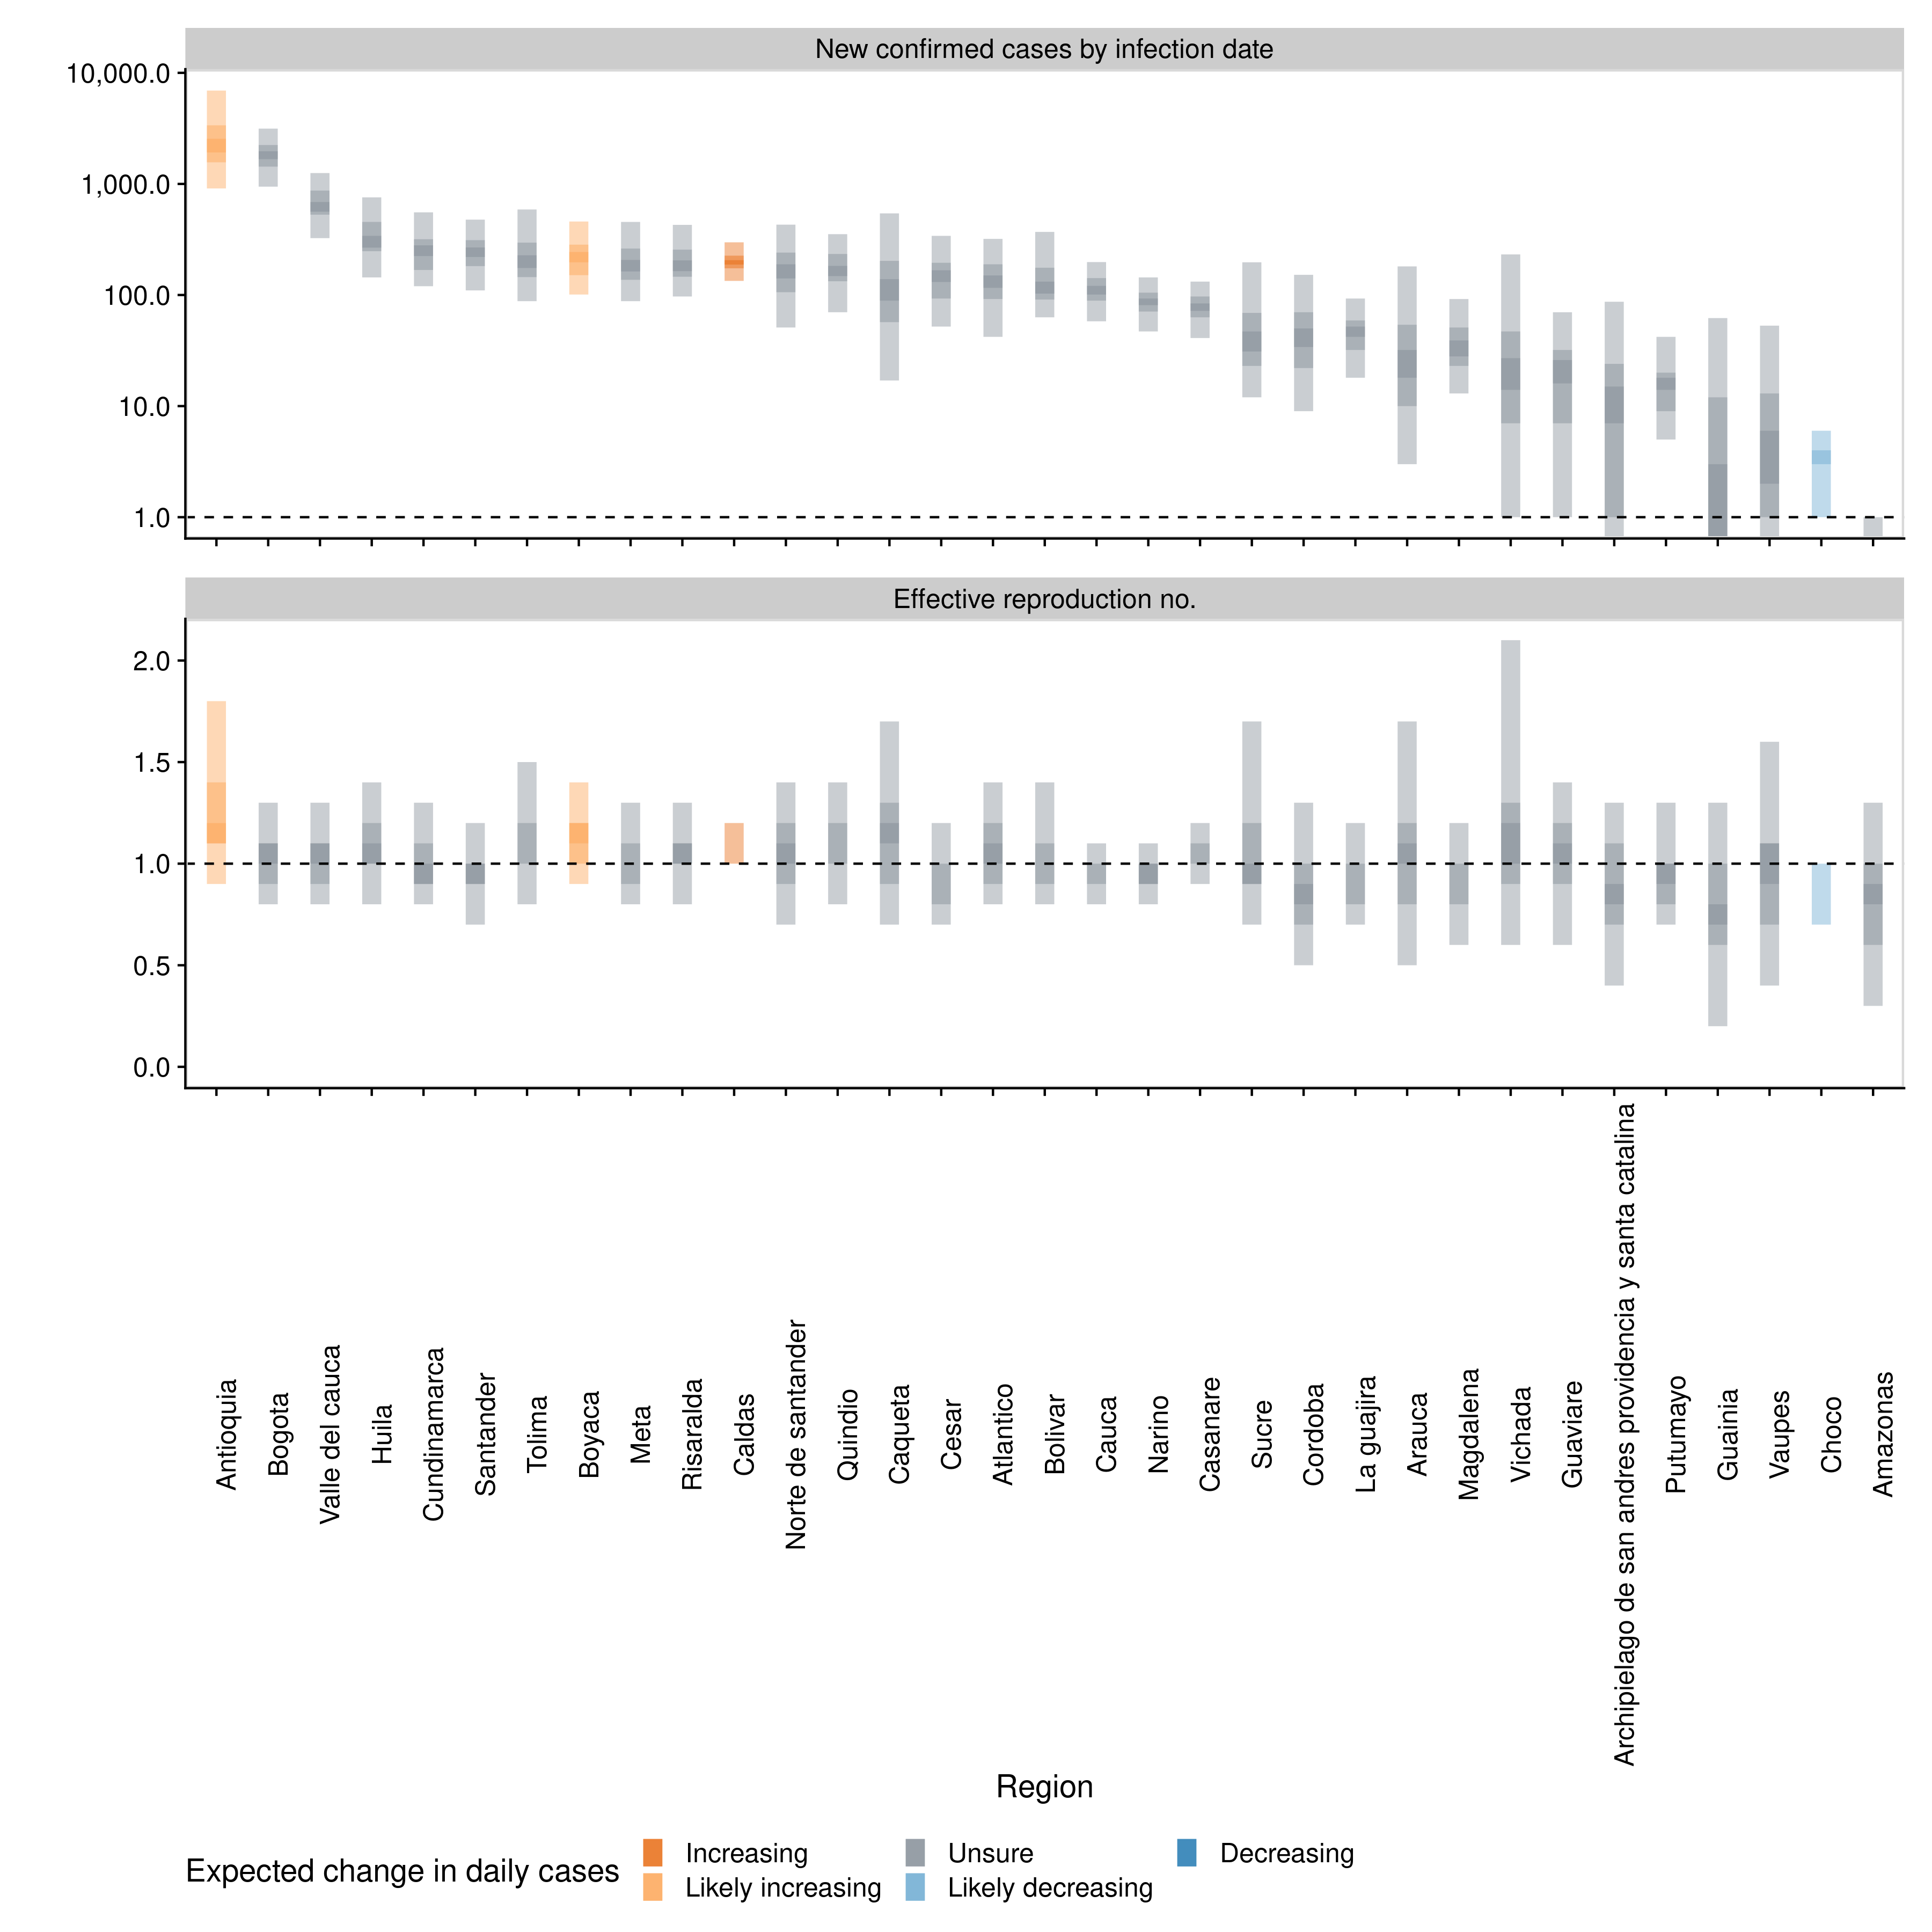 New confirmed cases by infection date
10,000.0
1,000.0
100.0
10.0
1.0
Effective reproduction no.
2.0
1.5
1.0
0.5
0.0
Antioquia
Bogota
Valle del cauca
Huila
Cundinamarca
Santander
Tolima
Boyaca
Meta
Risaralda
Caldas
Norte de santander
Quindio
Caqueta
Cesar
Atlantico
Bolivar
Cauca
Narino
Casanare
Sucre
Cordoba
La guajira
Arauca
Magdalena
Vichada
Guaviare
Archipielago de san andres providencia y santa catalina
Putumayo
Guainia
Vaupes
Choco
Amazonas
Region
Expected change in daily cases
Increasing
Likely increasing
Unsure
Likely decreasing
Decreasing